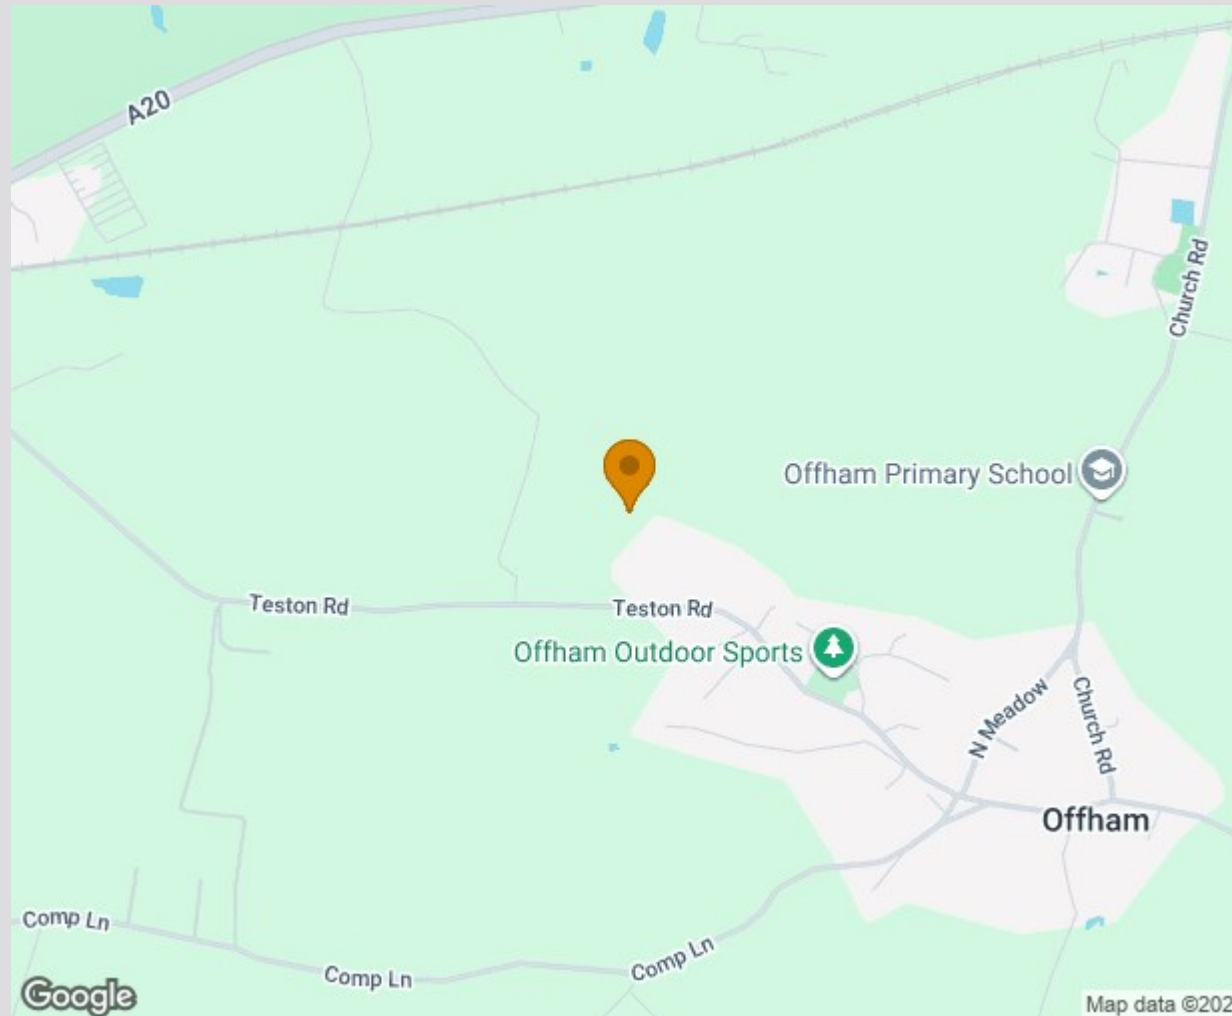 A20
Church Rd
Offham Primary School
Teston Rd
Teston Rd
Offham Outdoor Sports
N Meadow
Church Rd
Offham
Comp Ln
Comp Ln
Comp Ln
Google
Map data ©202